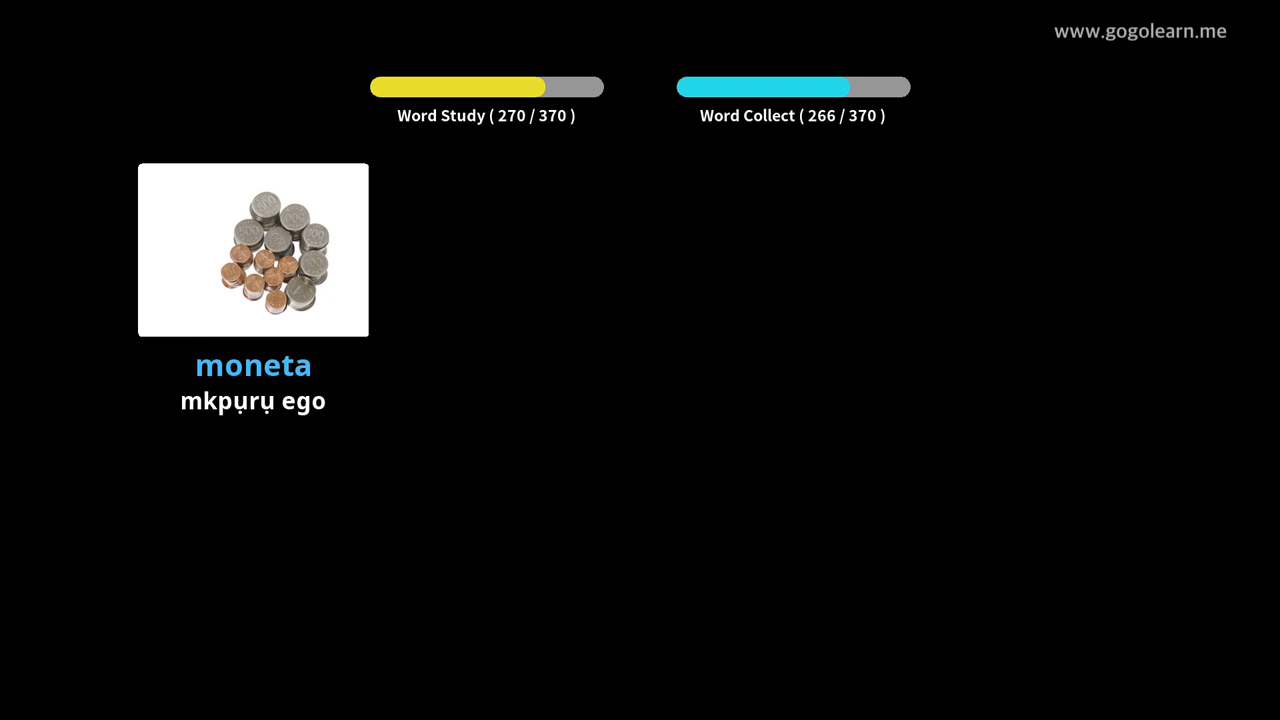 www.gogolearn.me
Word Study ( 270 / 370 )
Word Collect ( 266 / 370 )
moneta
mkpụrụ ego